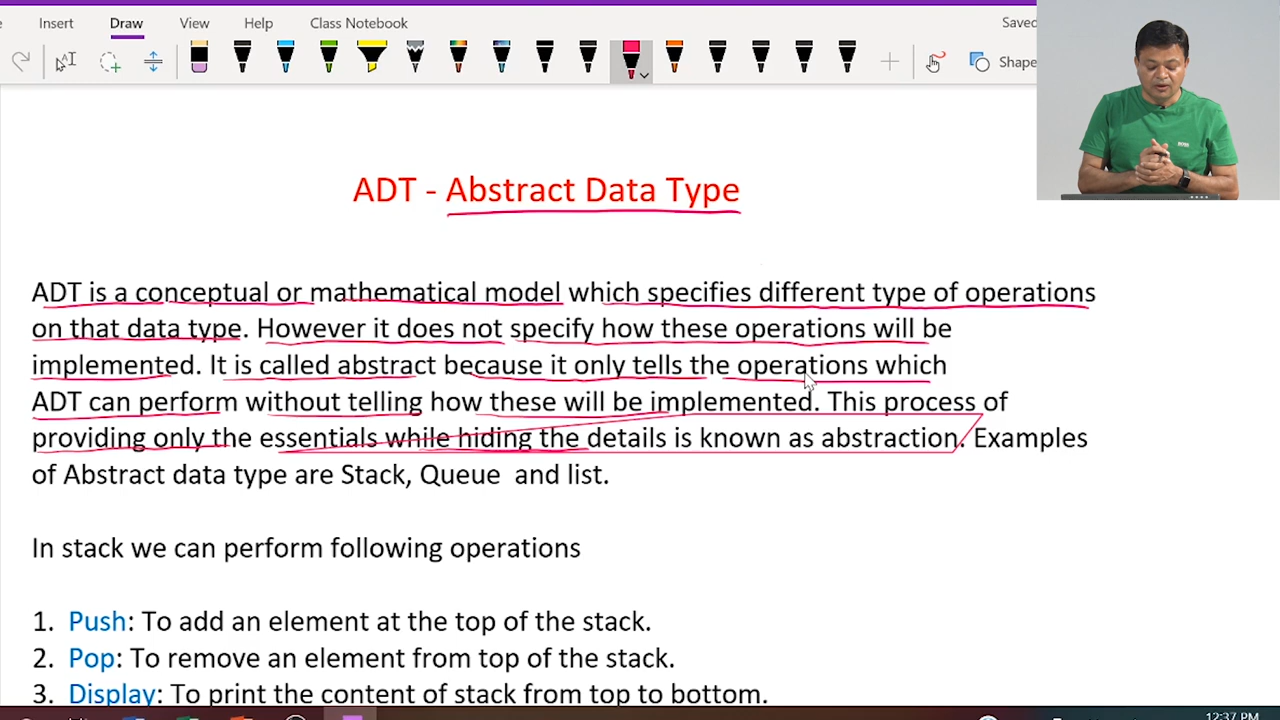 Insert Draw View Help Class Notebook Saved
Shape
ADT - Abstract Data Type
ADT is a conceptual or mathematical model which specifies different type of operations
on that data type. However it does not specify how these operations will be
implemented. It is called abstract because it only tells the operations which
ADT can perform without telling how these will be implemented. This process of
providing only the essentials while hiding the details is known as abstraction. Examples
of Abstract data type are Stack, Queue and list.
In stack we can perform following operations
1. Push: To add an element at the top of the stack.
2. Pop: To remove an element from top of the stack.
3. Display: To print the content of stack from top to bottom.
12:37 PM